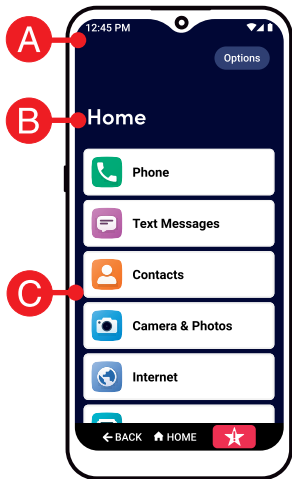 A
12:45 PM
Options
B
Home
Phone
Text Messages
Contacts
C
Camera & Photos
Internet
BACK HOME